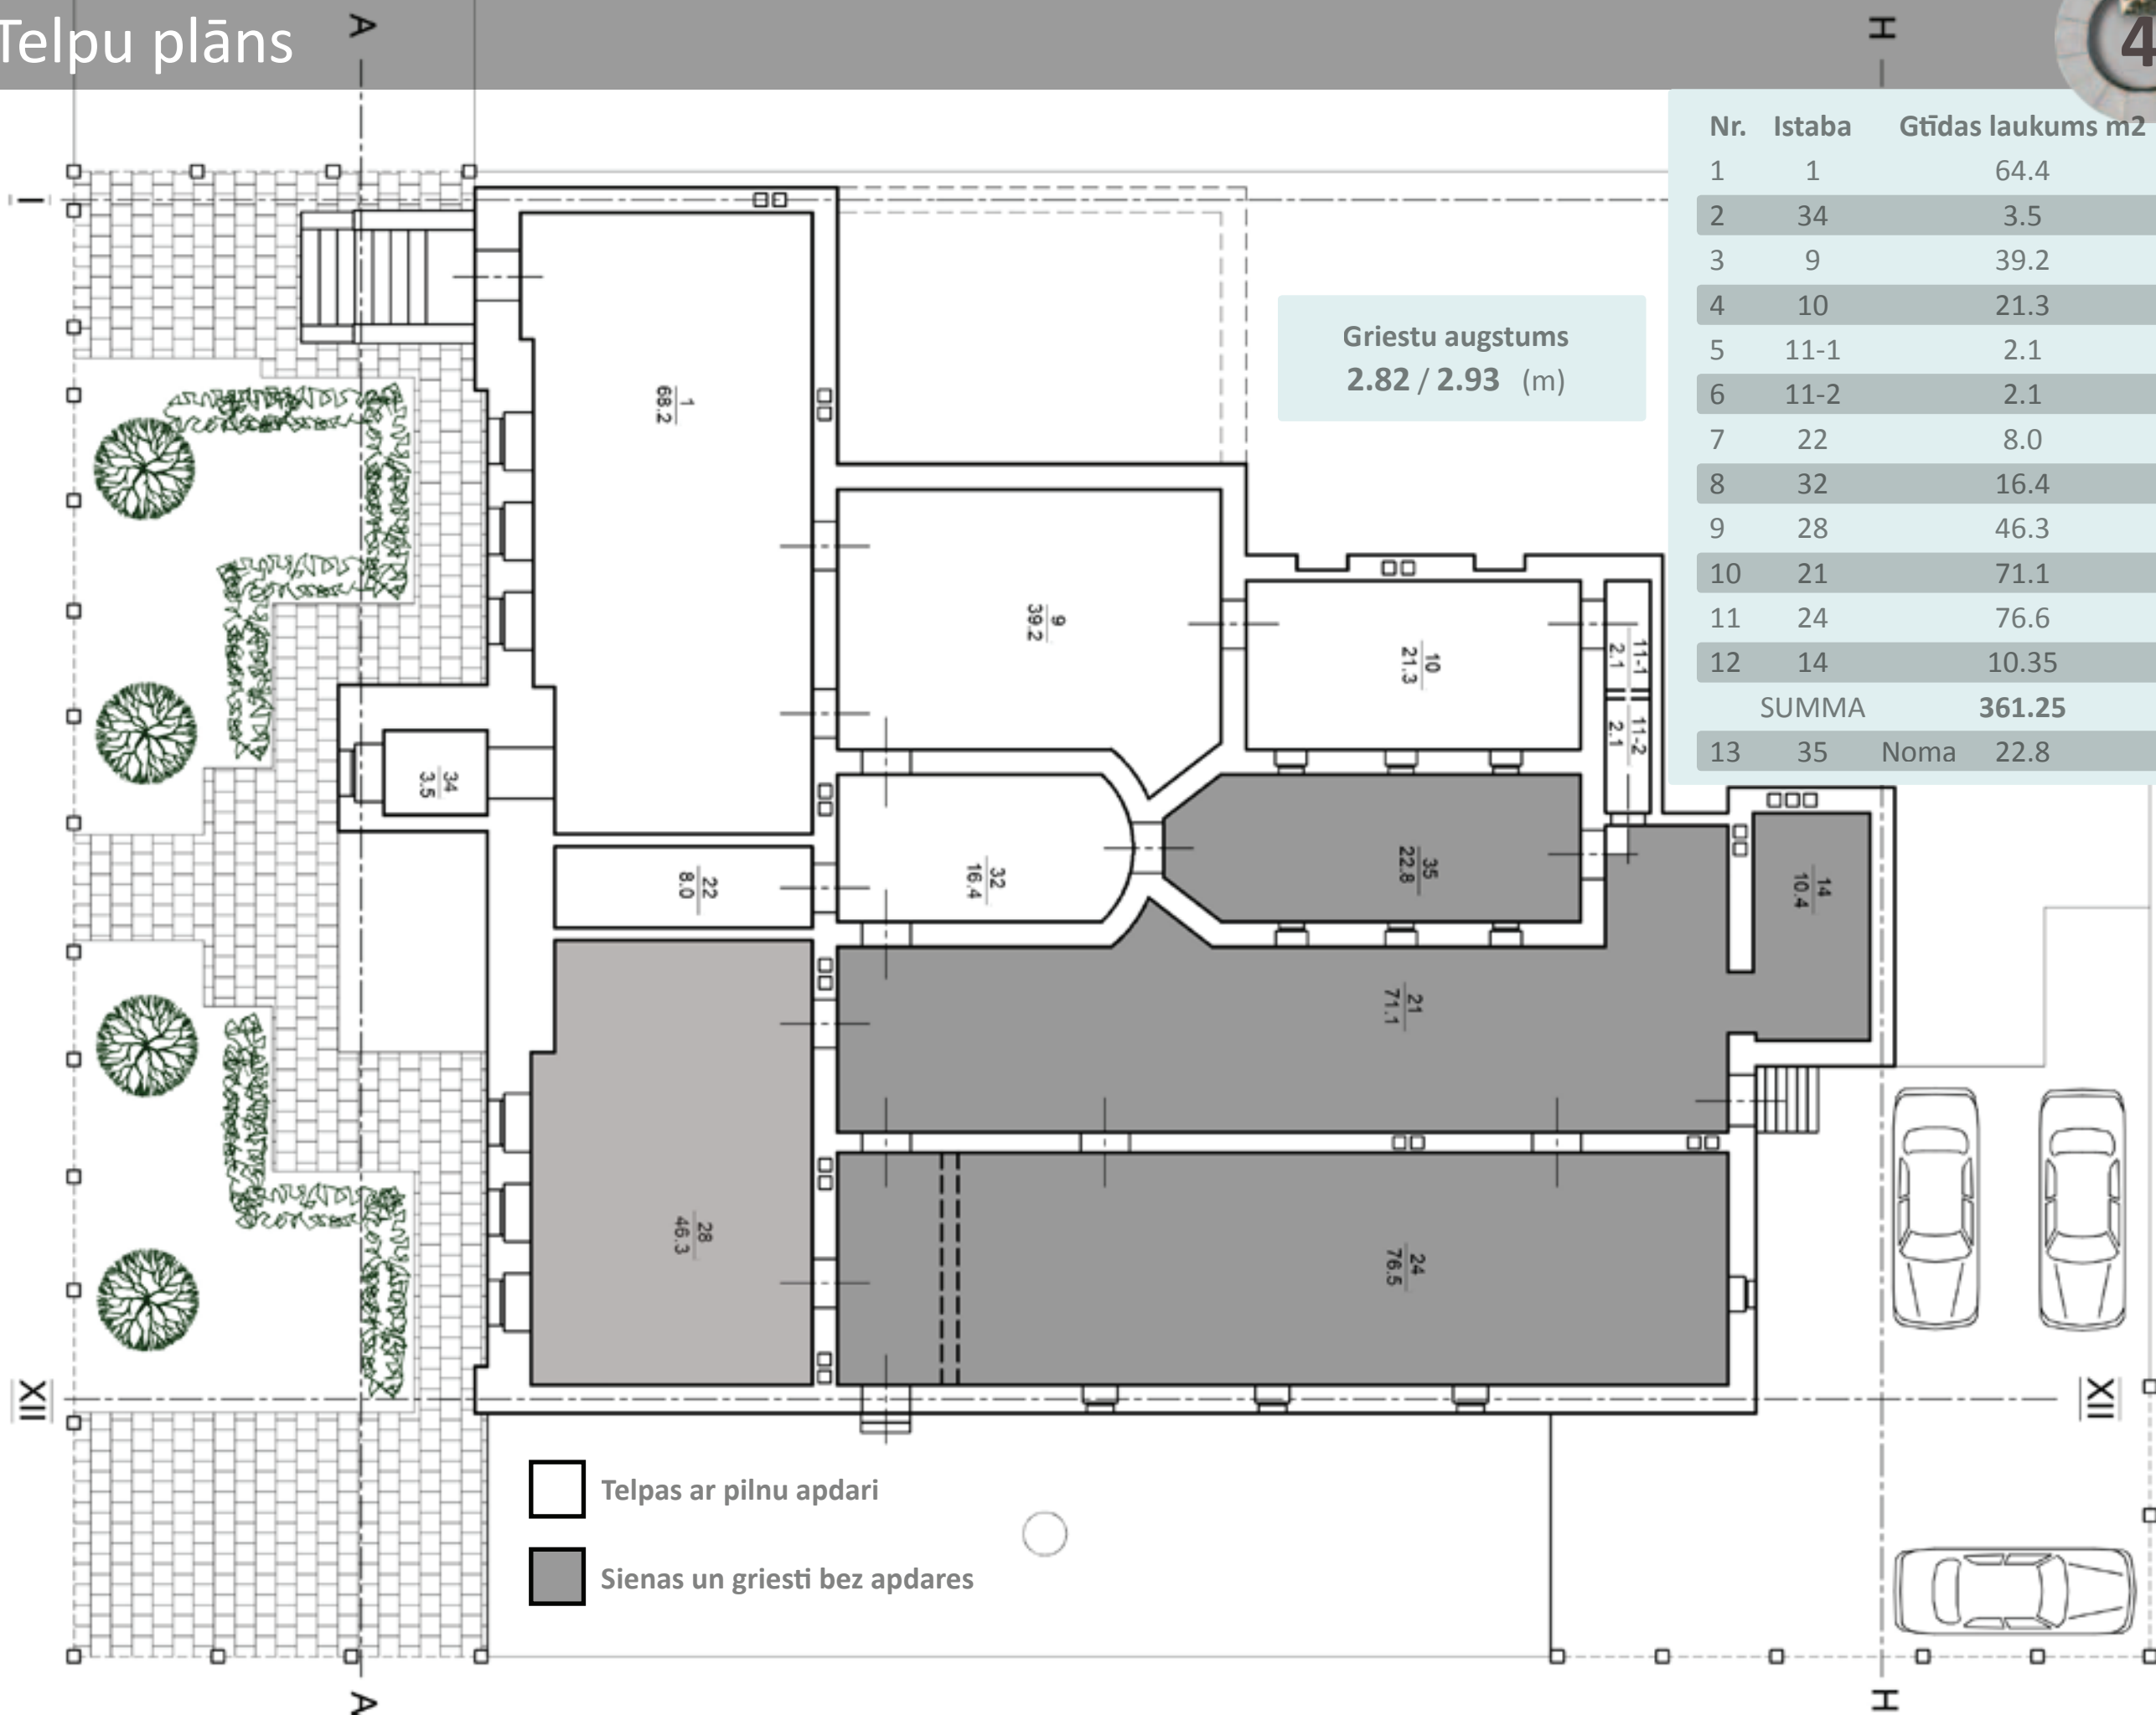 Telpu plāns
A
H
4
Nr. Istaba Gtīdas laukums m2
1 1 64.4
2 34 3.5
3 9 39.2
4 10 21.3
5 11-1 2.1
6 11-2 2.1
7 22 8.0
8 32 16.4
9 28 46.3
10 21 71.1
11 24 76.6
12 14 10.35
SUMMA 361.25
13 35 Noma 22.8
Griestu augstums
2.82 / 2.93 (m)
I
1
68.2
9
39.2
10
21.3
11-1
2.1
11-2
2.1
34
3.5
22
8.0
32
16.4
35
22.8
14
10.4
21
71.1
28
46.3
24
76.5
XII
XII
Telpas ar pilnu apdari
Sienas un griesti bez apdares
A
H